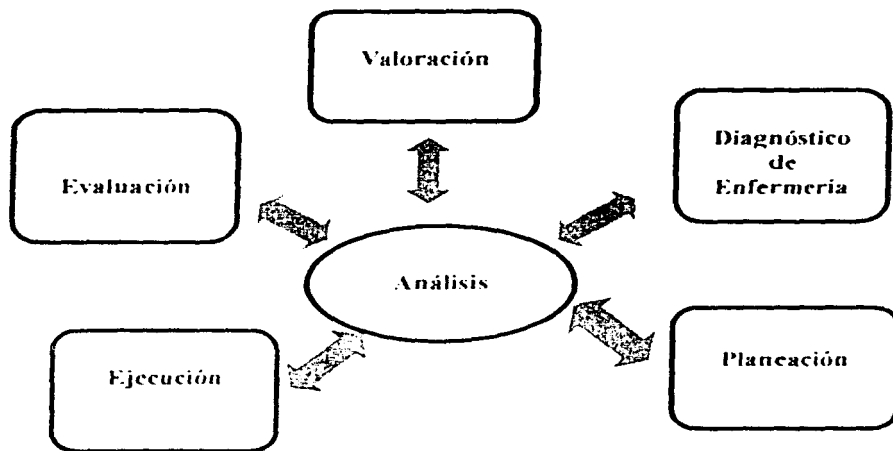 Valoración
Diagnóstico
de
Enfermería
Evaluación
Análisis
Planeación
Ejecución